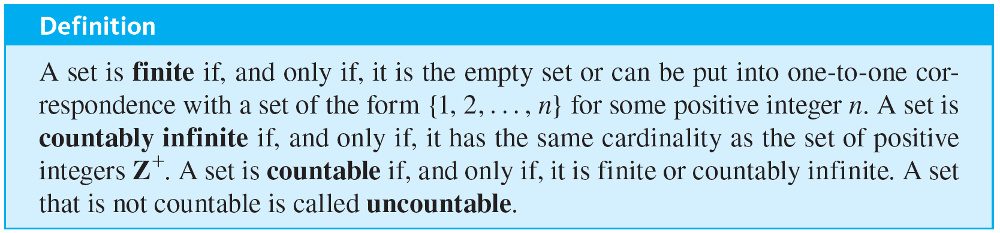 Definition
A set is finite if, and only if, it is the empty set or can be put into one-to-one cor-
respondence with a set of the form {1, 2, . . . , n} for some positive integer n. A set is
countably infinite if, and only if, it has the same cardinality as the set of positive
integers Z⁺. A set is countable if, and only if, it is finite or countably infinite. A set
that is not countable is called uncountable.